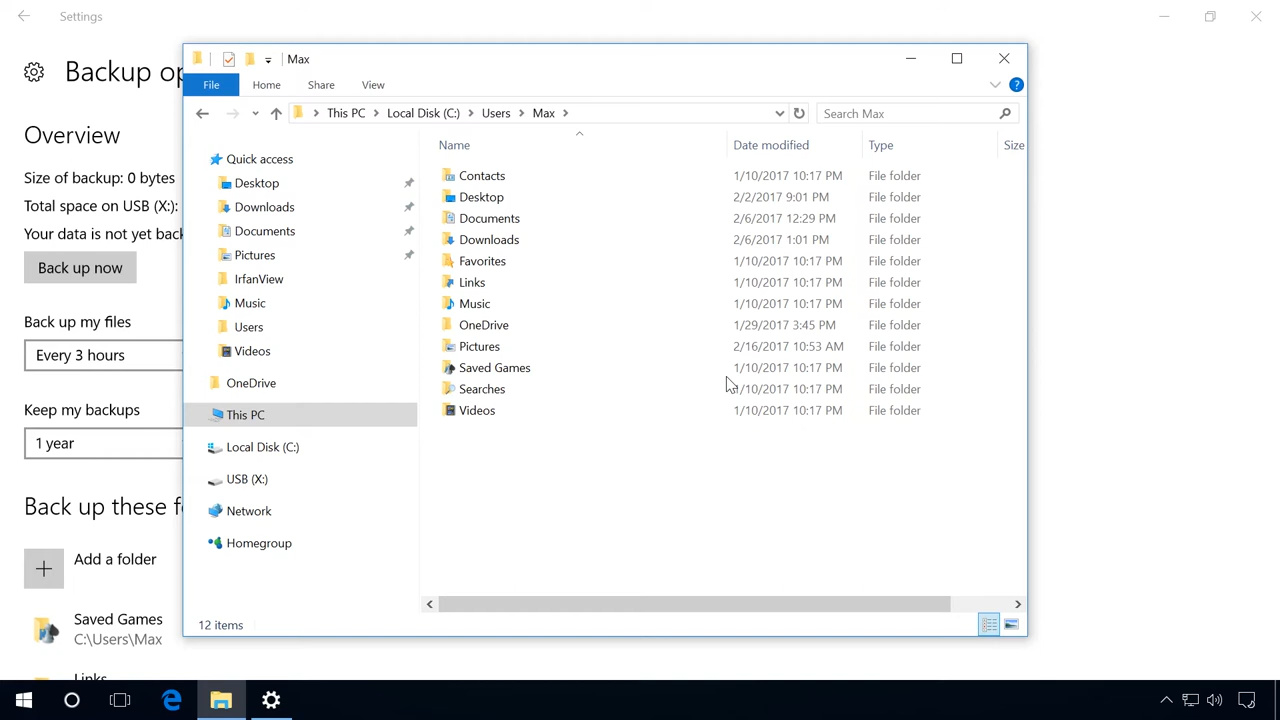 Settings
Backup op
Overview
Size of backup: 0 bytes
Total space on USB (X:):
Your data is not yet back
Back up now
Back up my files
Every 3 hours
Keep my backups
1 year
Back up these f
Add a folder
Saved Games
C:\Users\Max
Links
Max
File Home Share View
This PC Local Disk (C:) Users Max
Search Max
Quick access
Desktop
Downloads
Documents
Pictures
IrfanView
Music
Users
Videos
OneDrive
This PC
Local Disk (C:)
USB (X:)
Network
Homegroup
Name Date modified Type Size
Contacts 1/10/2017 10:17 PM File folder
Desktop 2/2/2017 9:01 PM File folder
Documents 2/6/2017 12:29 PM File folder
Downloads 2/6/2017 1:01 PM File folder
Favorites 1/10/2017 10:17 PM File folder
Links 1/10/2017 10:17 PM File folder
Music 1/10/2017 10:17 PM File folder
OneDrive 1/29/2017 3:45 PM File folder
Pictures 2/16/2017 10:53 AM File folder
Saved Games 1/10/2017 10:17 PM File folder
Searches 1/10/2017 10:17 PM File folder
Videos 1/10/2017 10:17 PM File folder
12 items